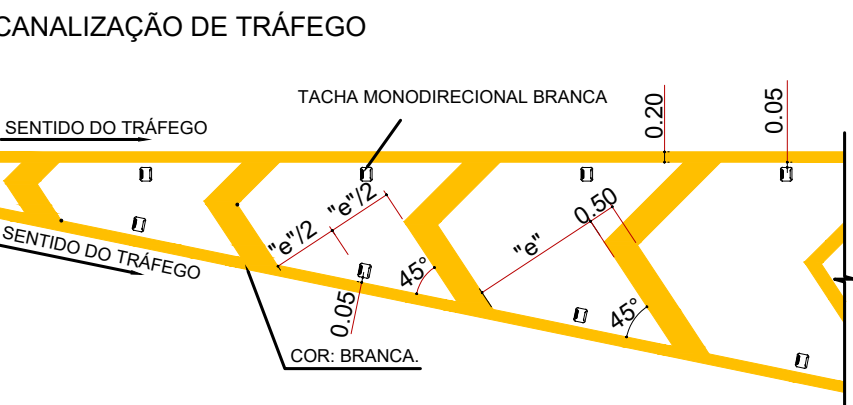 CANALIZAÇÃO DE TRÁFEGO
TACHA MONODIRECIONAL BRANCA
0.20
0.05
SENTIDO DO TRÁFEGO
"e"/2
"e"/2
0.50
"e"
SENTIDO DO TRÁFEGO
45°
0.05
45°
COR: BRANCA.